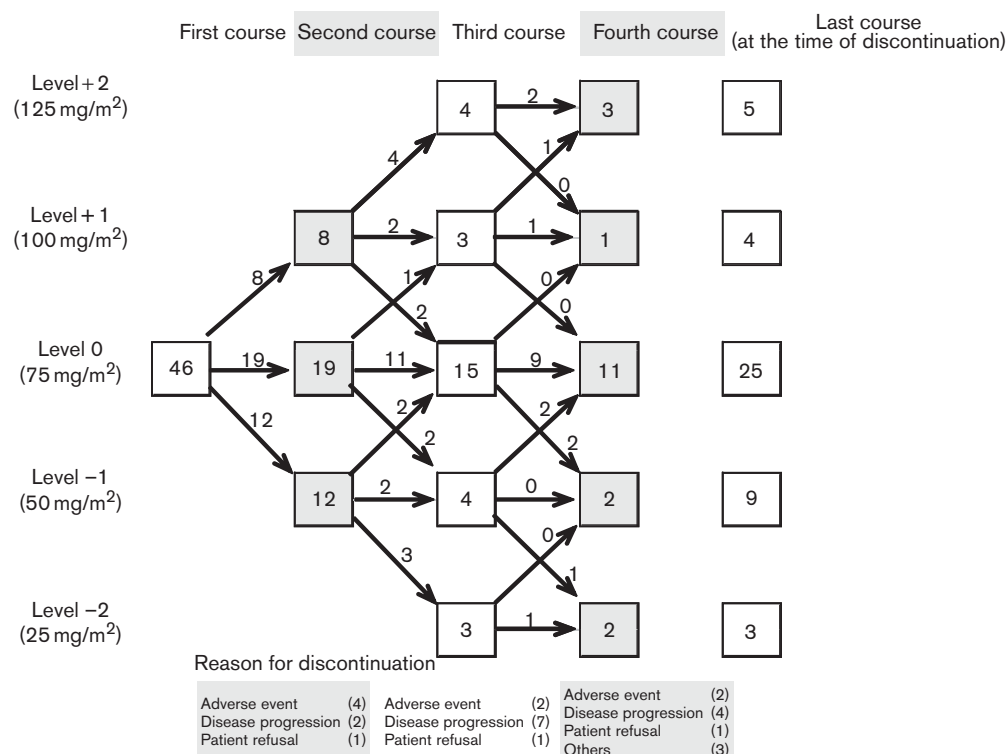 First course Second course Third course Fourth course Last course
(at the time of discontinuation)
Level+2
(125 mg/m²)
4 2 3 5
1
4 0
Level+1
(100 mg/m²)
8 2 3 1 1 4
8 1 0
2 0
Level 0
(75 mg/m²)
46 19 19 11 15 9 11 25
12 2 2
2 2
Level −1
(50 mg/m²)
12 2 4 0 2 9
3 0
1
Level −2
(25 mg/m²)
3 1 2 3
Reason for discontinuation
Adverse event (4)
Disease progression (2)
Patient refusal (1)
Adverse event (2)
Disease progression (7)
Patient refusal (1)
Adverse event (2)
Disease progression (4)
Patient refusal (1)
Others (3)